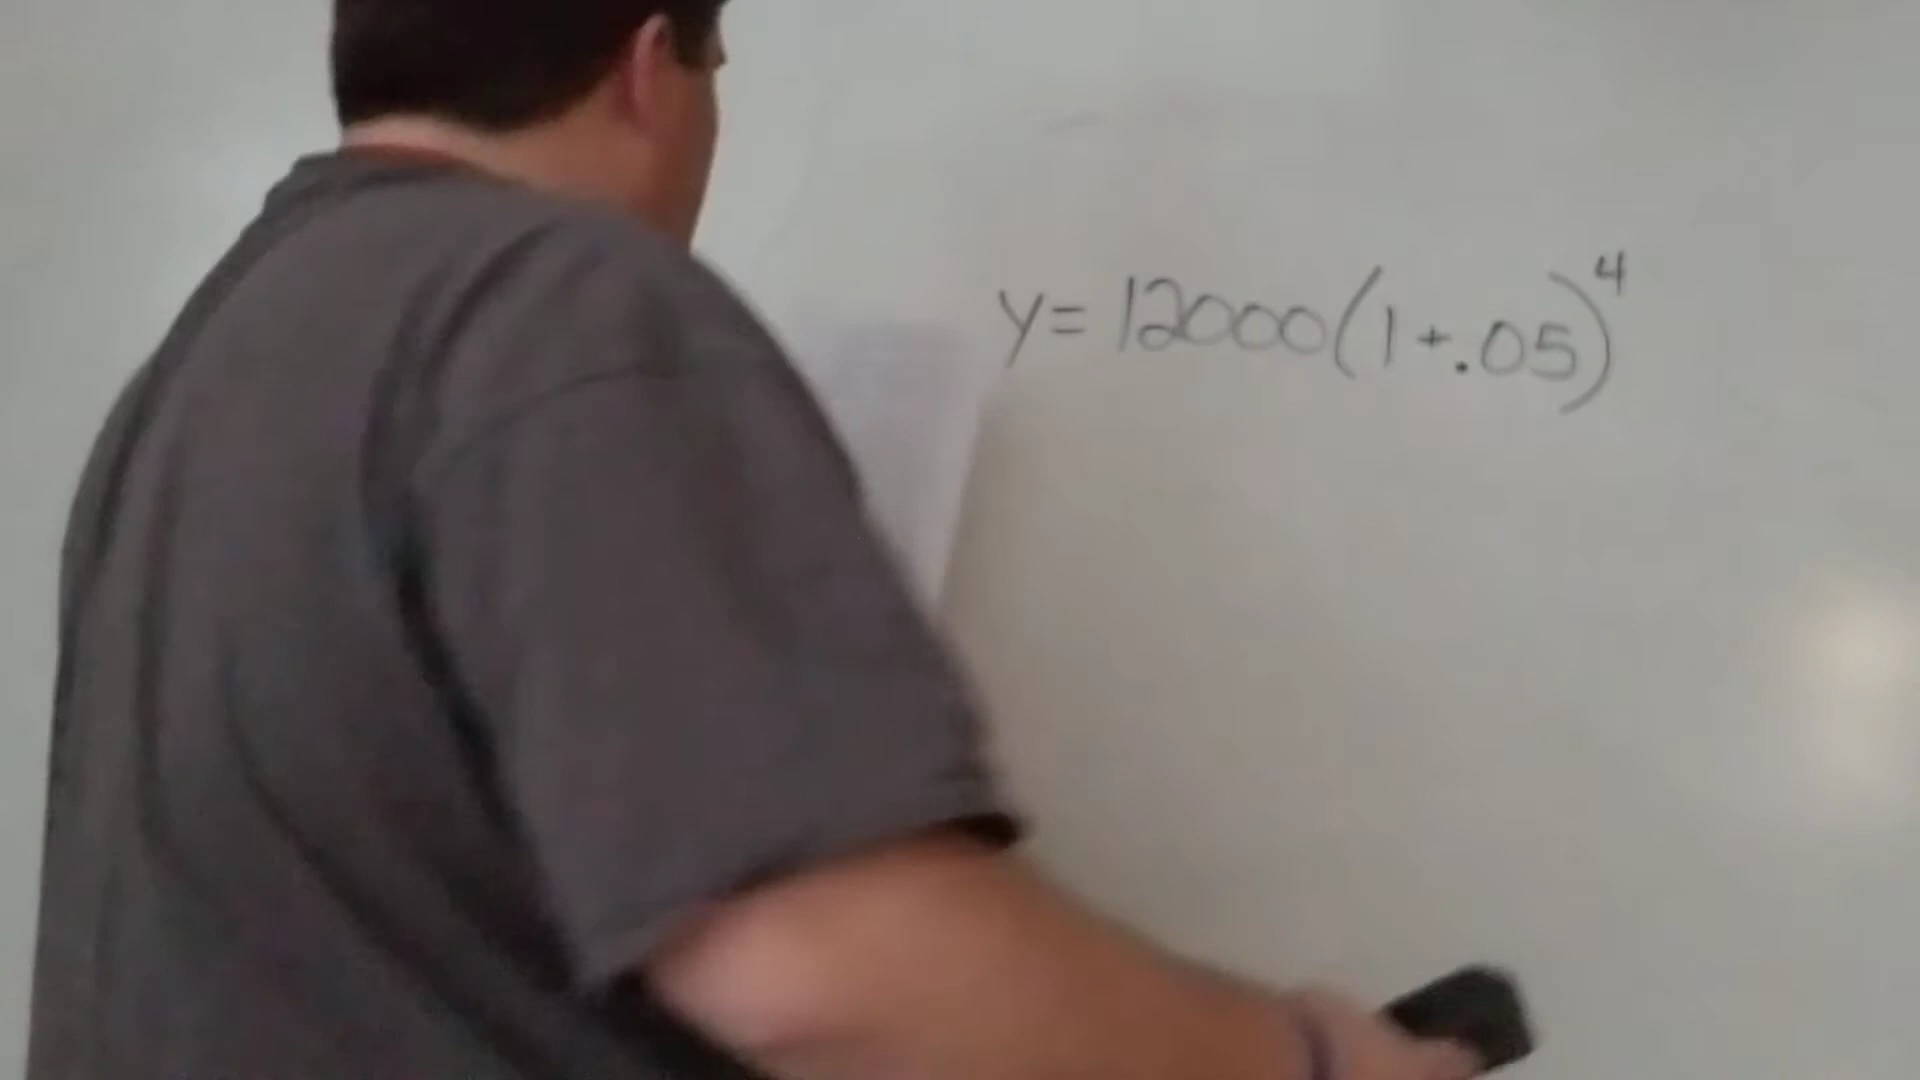 y = 12000(1+.05)⁴